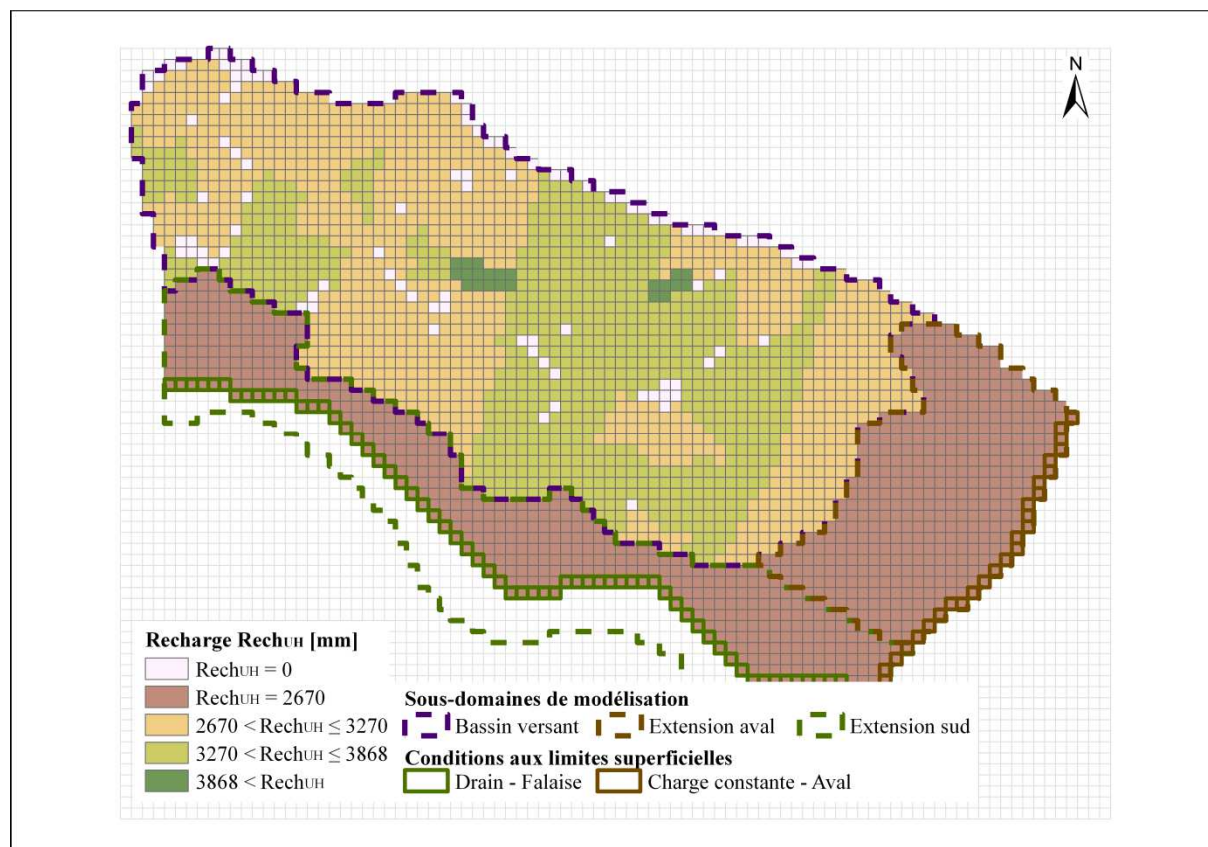 N
Recharge RechUH [mm]
RechUH = 0
RechUH = 2670
2670 < RechUH ≤ 3270
3270 < RechUH ≤ 3868
3868 < RechUH
Sous-domaines de modélisation
Bassin versant Extension aval Extension sud
Conditions aux limites superficielles
Drain - Falaise Charge constante - Aval